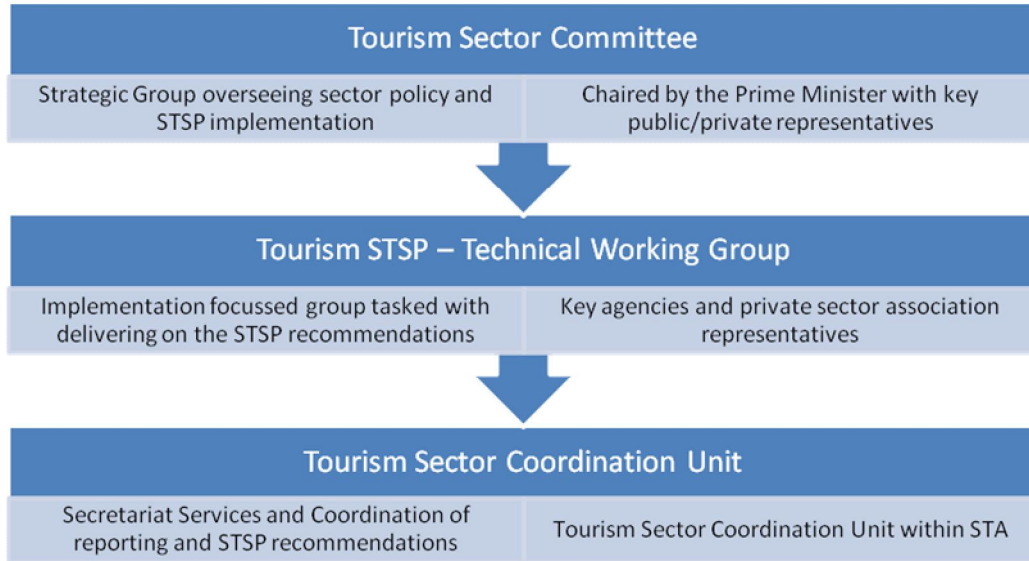 Tourism Sector Committee
Strategic Group overseeing sector policy and
STSP implementation
Chaired by the Prime Minister with key
public/private representatives
Tourism STSP – Technical Working Group
Implementation focussed group tasked with
delivering on the STSP recommendations
Key agencies and private sector association
representatives
Tourism Sector Coordination Unit
Secretariat Services and Coordination of
reporting and STSP recommendations
Tourism Sector Coordination Unit within STA